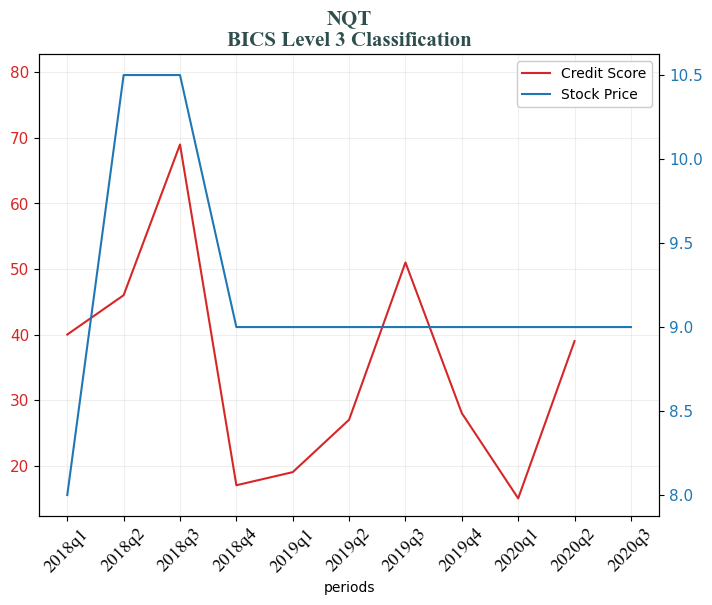 NQT
BICS Level 3 Classification
Credit Score
Stock Price
80
70
60
50
40
30
20
10.5
10.0
9.5
9.0
8.5
8.0
2018q1
2018q2
2018q3
2018q4
2019q1
2019q2
2019q3
2019q4
2020q1
2020q2
2020q3
periods